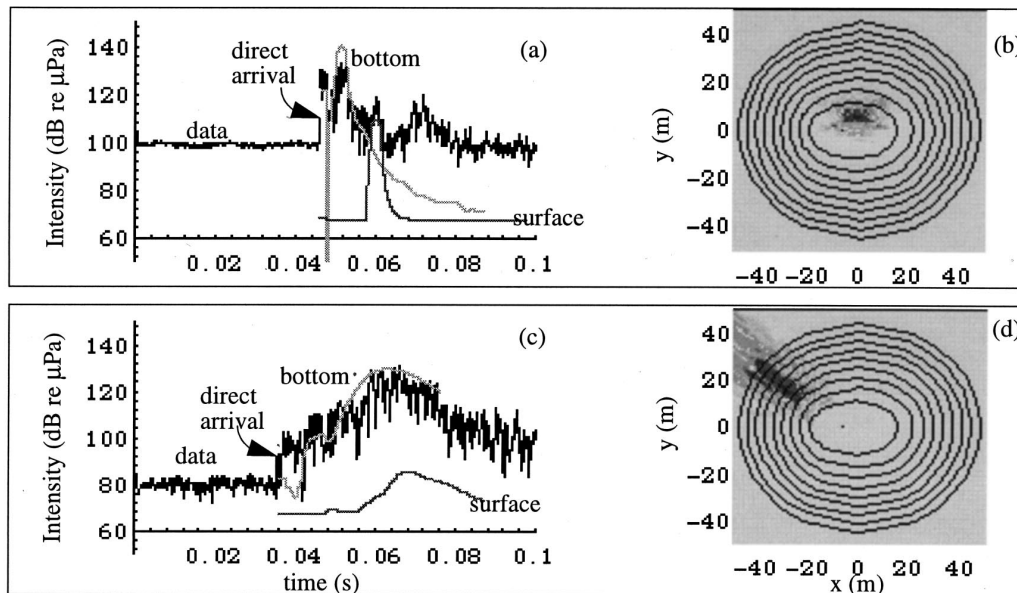 Intensity (dB re µPa)
140
120
100
80
60
direct
arrival
bottom
data
surface
(a)
0.02 0.04 0.06 0.08 0.1
y (m)
40
20
0
-20
-40
(b)
-40 -20 0 20 40
Intensity (dB re µPa)
140
120
100
80
60
direct
arrival
bottom
data
surface
(c)
0.02 0.04 0.06 0.08 0.1
time (s)
y (m)
40
20
0
-20
-40
(d)
-40 -20 0 20 40
x (m)